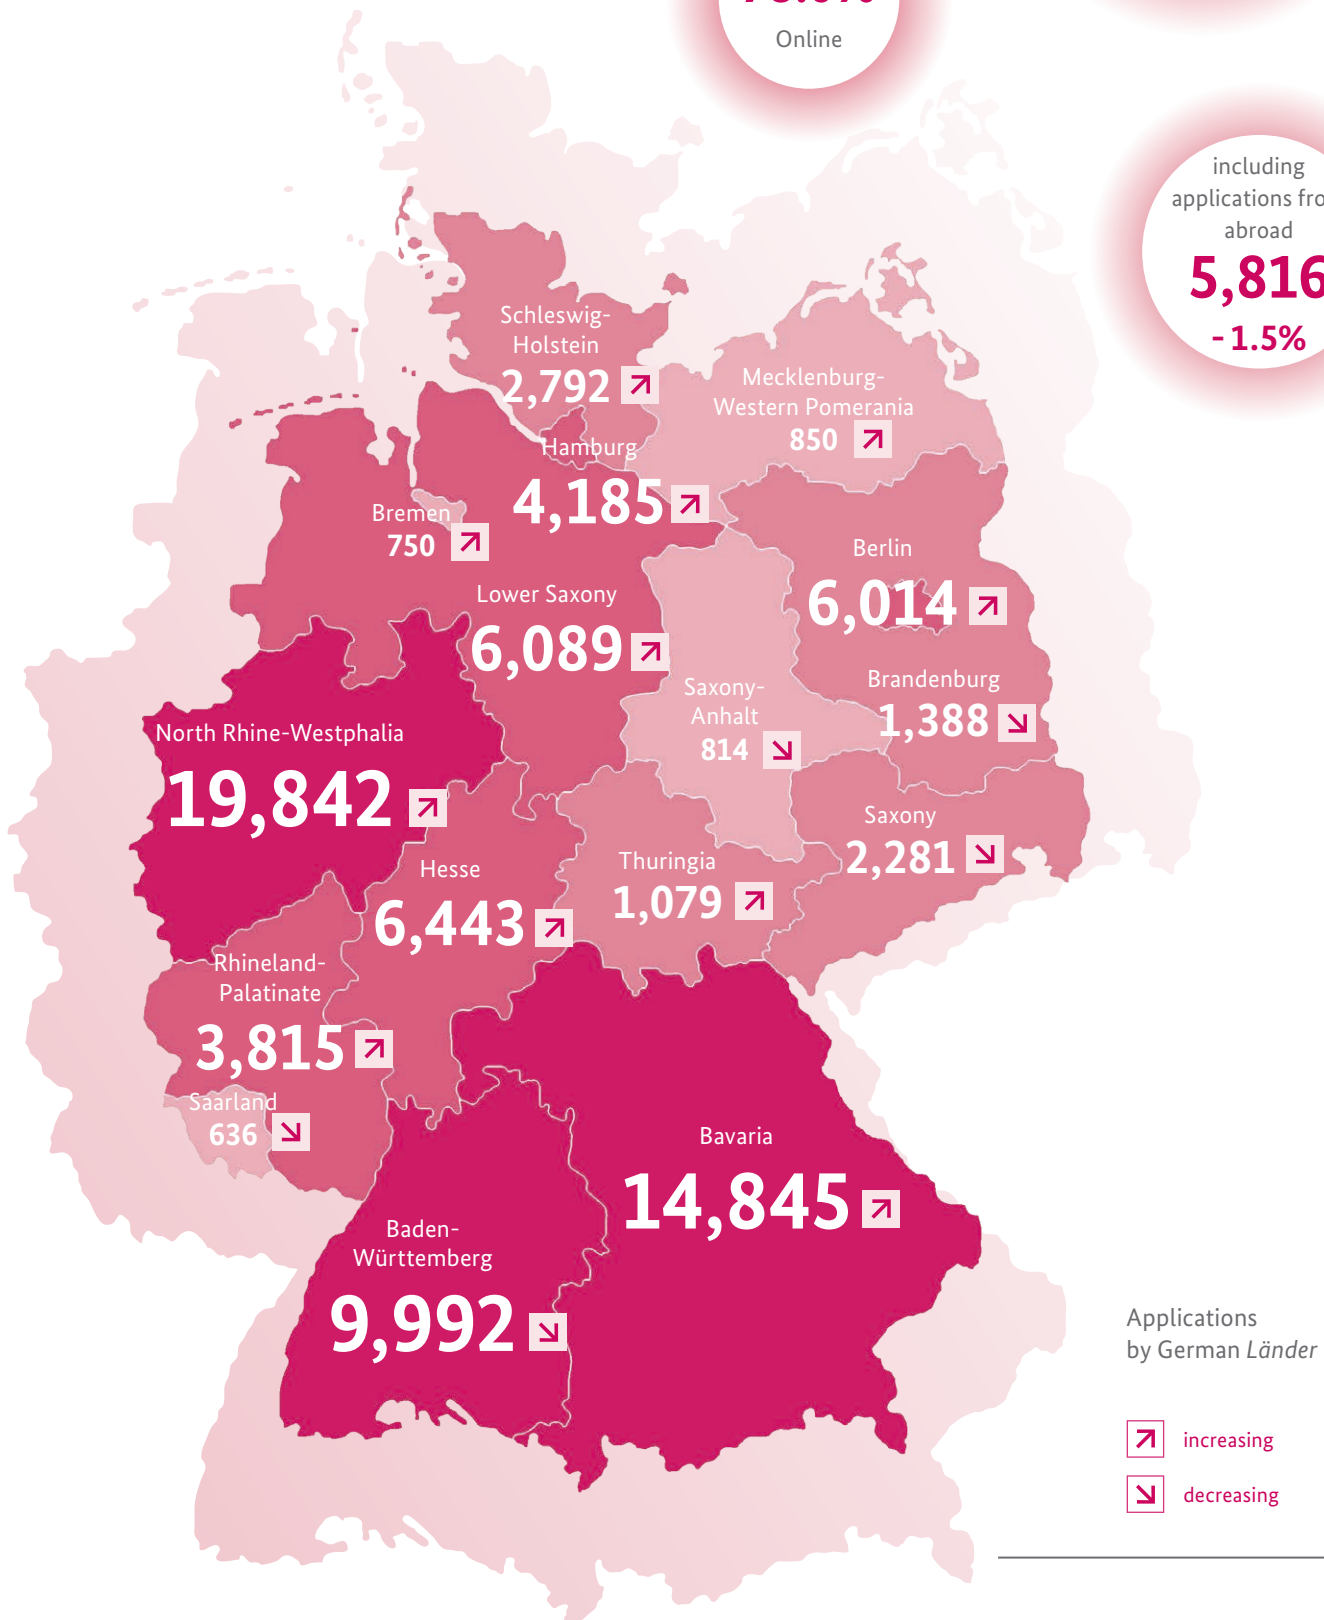 Online
including
applications
abroad
5,816
- 1.5%
Schleswig-
Holstein
2,792
Mecklenburg-
Western Pomerania
850
Hamburg
4,185
Bremen
750
Berlin
6,014
Lower Saxony
6,089
Brandenburg
1,388
Saxony-
Anhalt
814
North Rhine-Westphalia
19,842
Saxony
2,281
Hesse
6,443
Thuringia
1,079
Rhineland-
Palatinate
3,815
Saarland
636
Bavaria
14,845
Baden-
Württemberg
9,992
Applications
by German Länder
increasing
decreasing